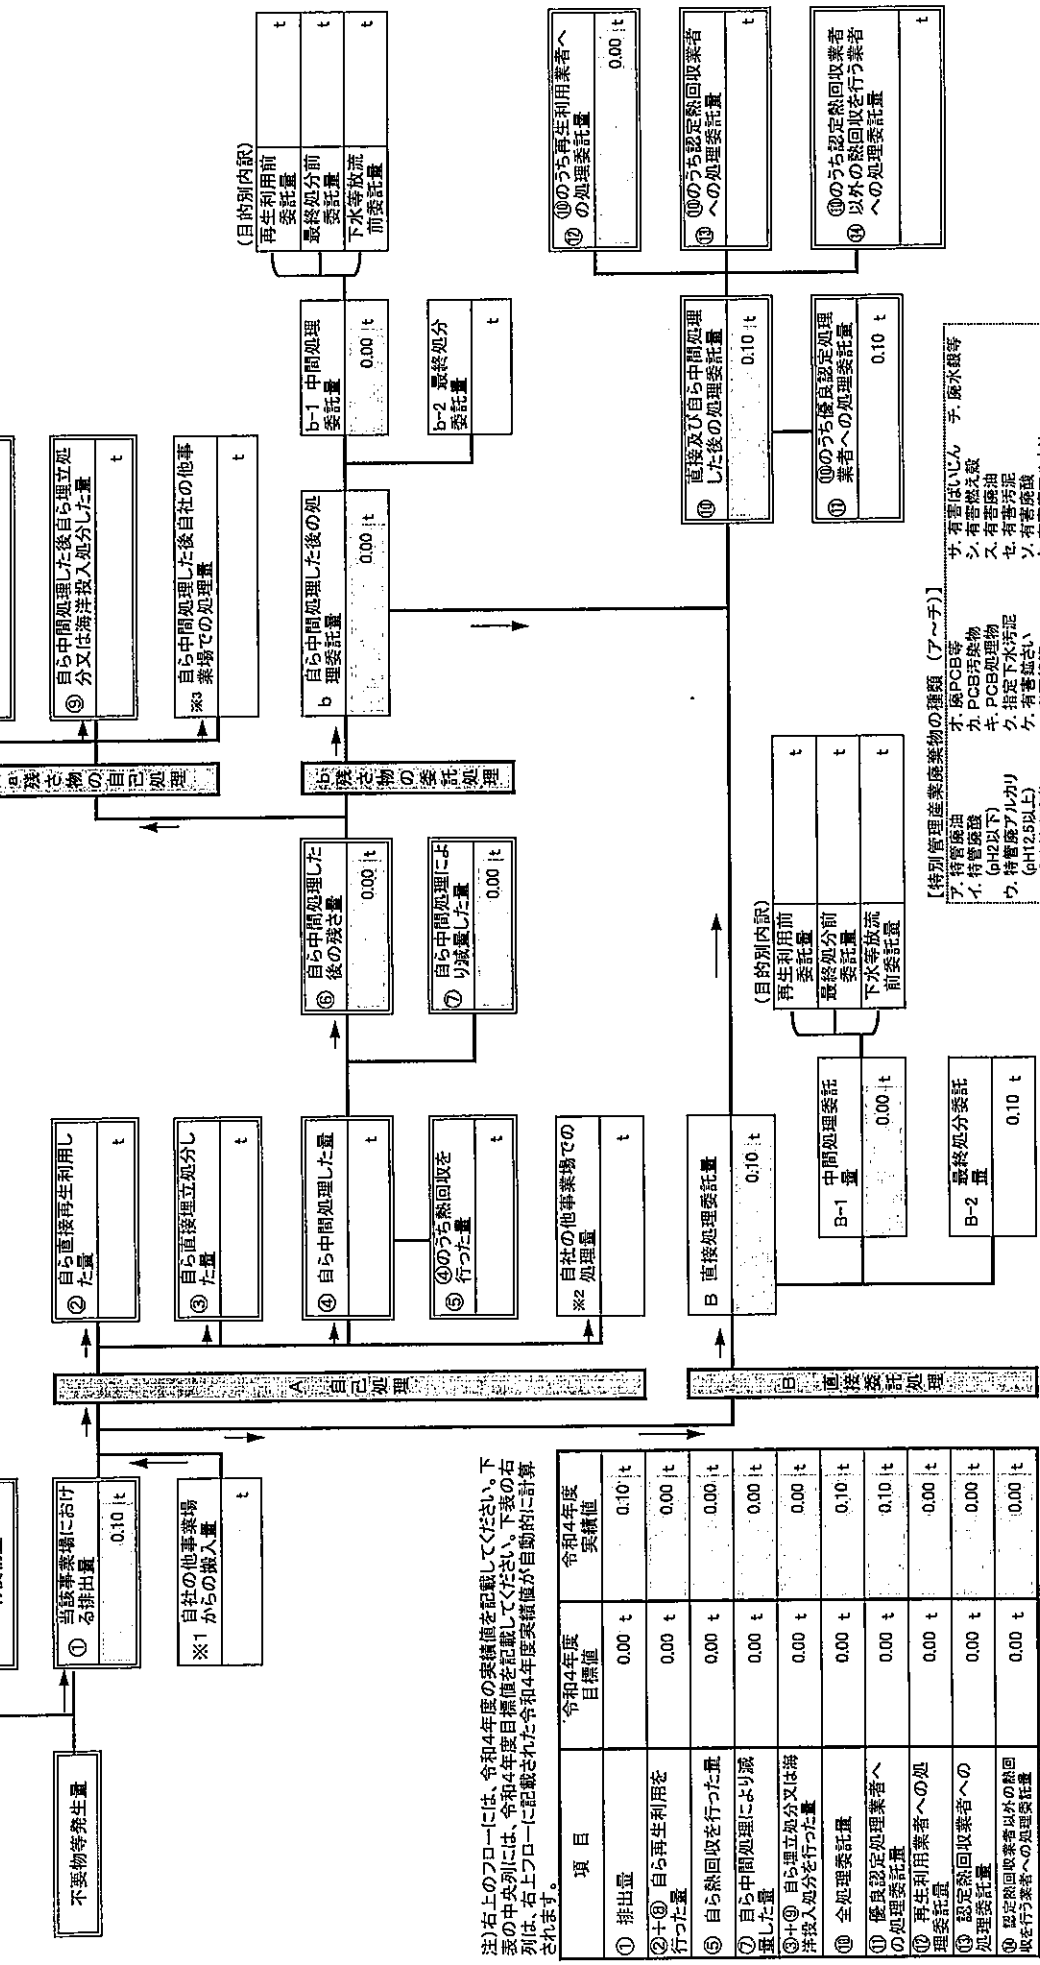 不要物等発生量
① 当該事業場におけ
る排出量
0.10 t
※1 自社の他事業場
からの搬入量
t
A 自己処理
② 自ら直接再生利用し
た量
t
③ 自ら直接埋立処分し
た量
t
④ 自ら中間処理した量
t
⑤ ④のうち熱回収を
行った量
t
※2 自社の他事業場での
処理量
t
⑥ 自ら中間処理した
後の残さ量
0.00 t
⑦ 自ら中間処理によ
り減量した量
0.00 t
a 残さ物の自己処理
⑨ 自ら中間処理した後自ら埋立処
分又は海洋投入処分した量
t
※3 自ら中間処理した後自社の他事
業場での処理量
t
b 残さ物の委託処理
b 自ら中間処理した後の処
理委託量
0.00 t
b-1 中間処理
委託量
0.00 t
b-2 最終処分
委託量
t
(目的別内訳)
再生利用前
委託量
t
最終処分前
委託量
t
下水等放流
前委託量
t
B 直接委託処理
B 直接処理委託量
0.10 t
B-1 中間処理委託
量
0.00 t
B-2 最終処分委託
量
0.10 t
(目的別内訳)
再生利用前
委託量
t
最終処分前
委託量
t
下水等放流
前委託量
t
⑩ 直接及び自ら中間処理
した後の処理委託量
0.10 t
⑪ ⑩のうち優良認定処理
業者への処理委託量
0.10 t
⑫ ⑩のうち再生利用業者へ
の処理委託量
0.00 t
⑬ ⑩のうち認定熱回収業者
への処理委託量
t
⑭ ⑩のうち認定熱回収業者
以外の熱回収を行う業者
への処理委託量
t
注)右上のフローには、令和4年度の実績値を記載してください。下
表の中央列には、令和4年度目標値を記載してください。下表の右
列は、右上フローに記載された令和4年度実績値が自動的に計算
されます。
項 目 令和4年度
目標値 令和4年度
実績値
① 排出量 0.00 t 0.10 t
②+⑧ 自ら再生利用を
行った量 0.00 t 0.00 t
⑤ 自ら熱回収を行った量 0.00 t 0.00 t
⑦ 自ら中間処理により減
量した量 0.00 t 0.00 t
③+⑨ 自ら埋立処分又は海
洋投入処分を行った量 0.00 t 0.00 t
⑩ 全処理委託量 0.00 t 0.10 t
⑪ 優良認定処理業者へ
の処理委託量 0.00 t 0.10 t
⑫ 再生利用業者への処
理委託量 0.00 t 0.00 t
⑬ 認定熱回収業者への
処理委託量 0.00 t 0.00 t
⑭ 認定熱回収業者以外の熱回
収を行う業者への処理委託量 0.00 t 0.00 t
【特別管理産業廃棄物の種類 (ア～チ)】
ア. 特管廃油
イ. 特管廃酸
(pH2以下)
ウ. 特管廃アルカリ
(pH12.5以上)
オ. 廃PCB等
カ. PCB汚染物
キ. PCB処理物
ク. 指定下水汚泥
ケ. 有害鉱さい
サ. 有害ばいじん
シ. 有害燃え殻
ス. 有害廃油
セ. 有害汚泥
ソ. 有害廃酸
チ. 廃水銀等